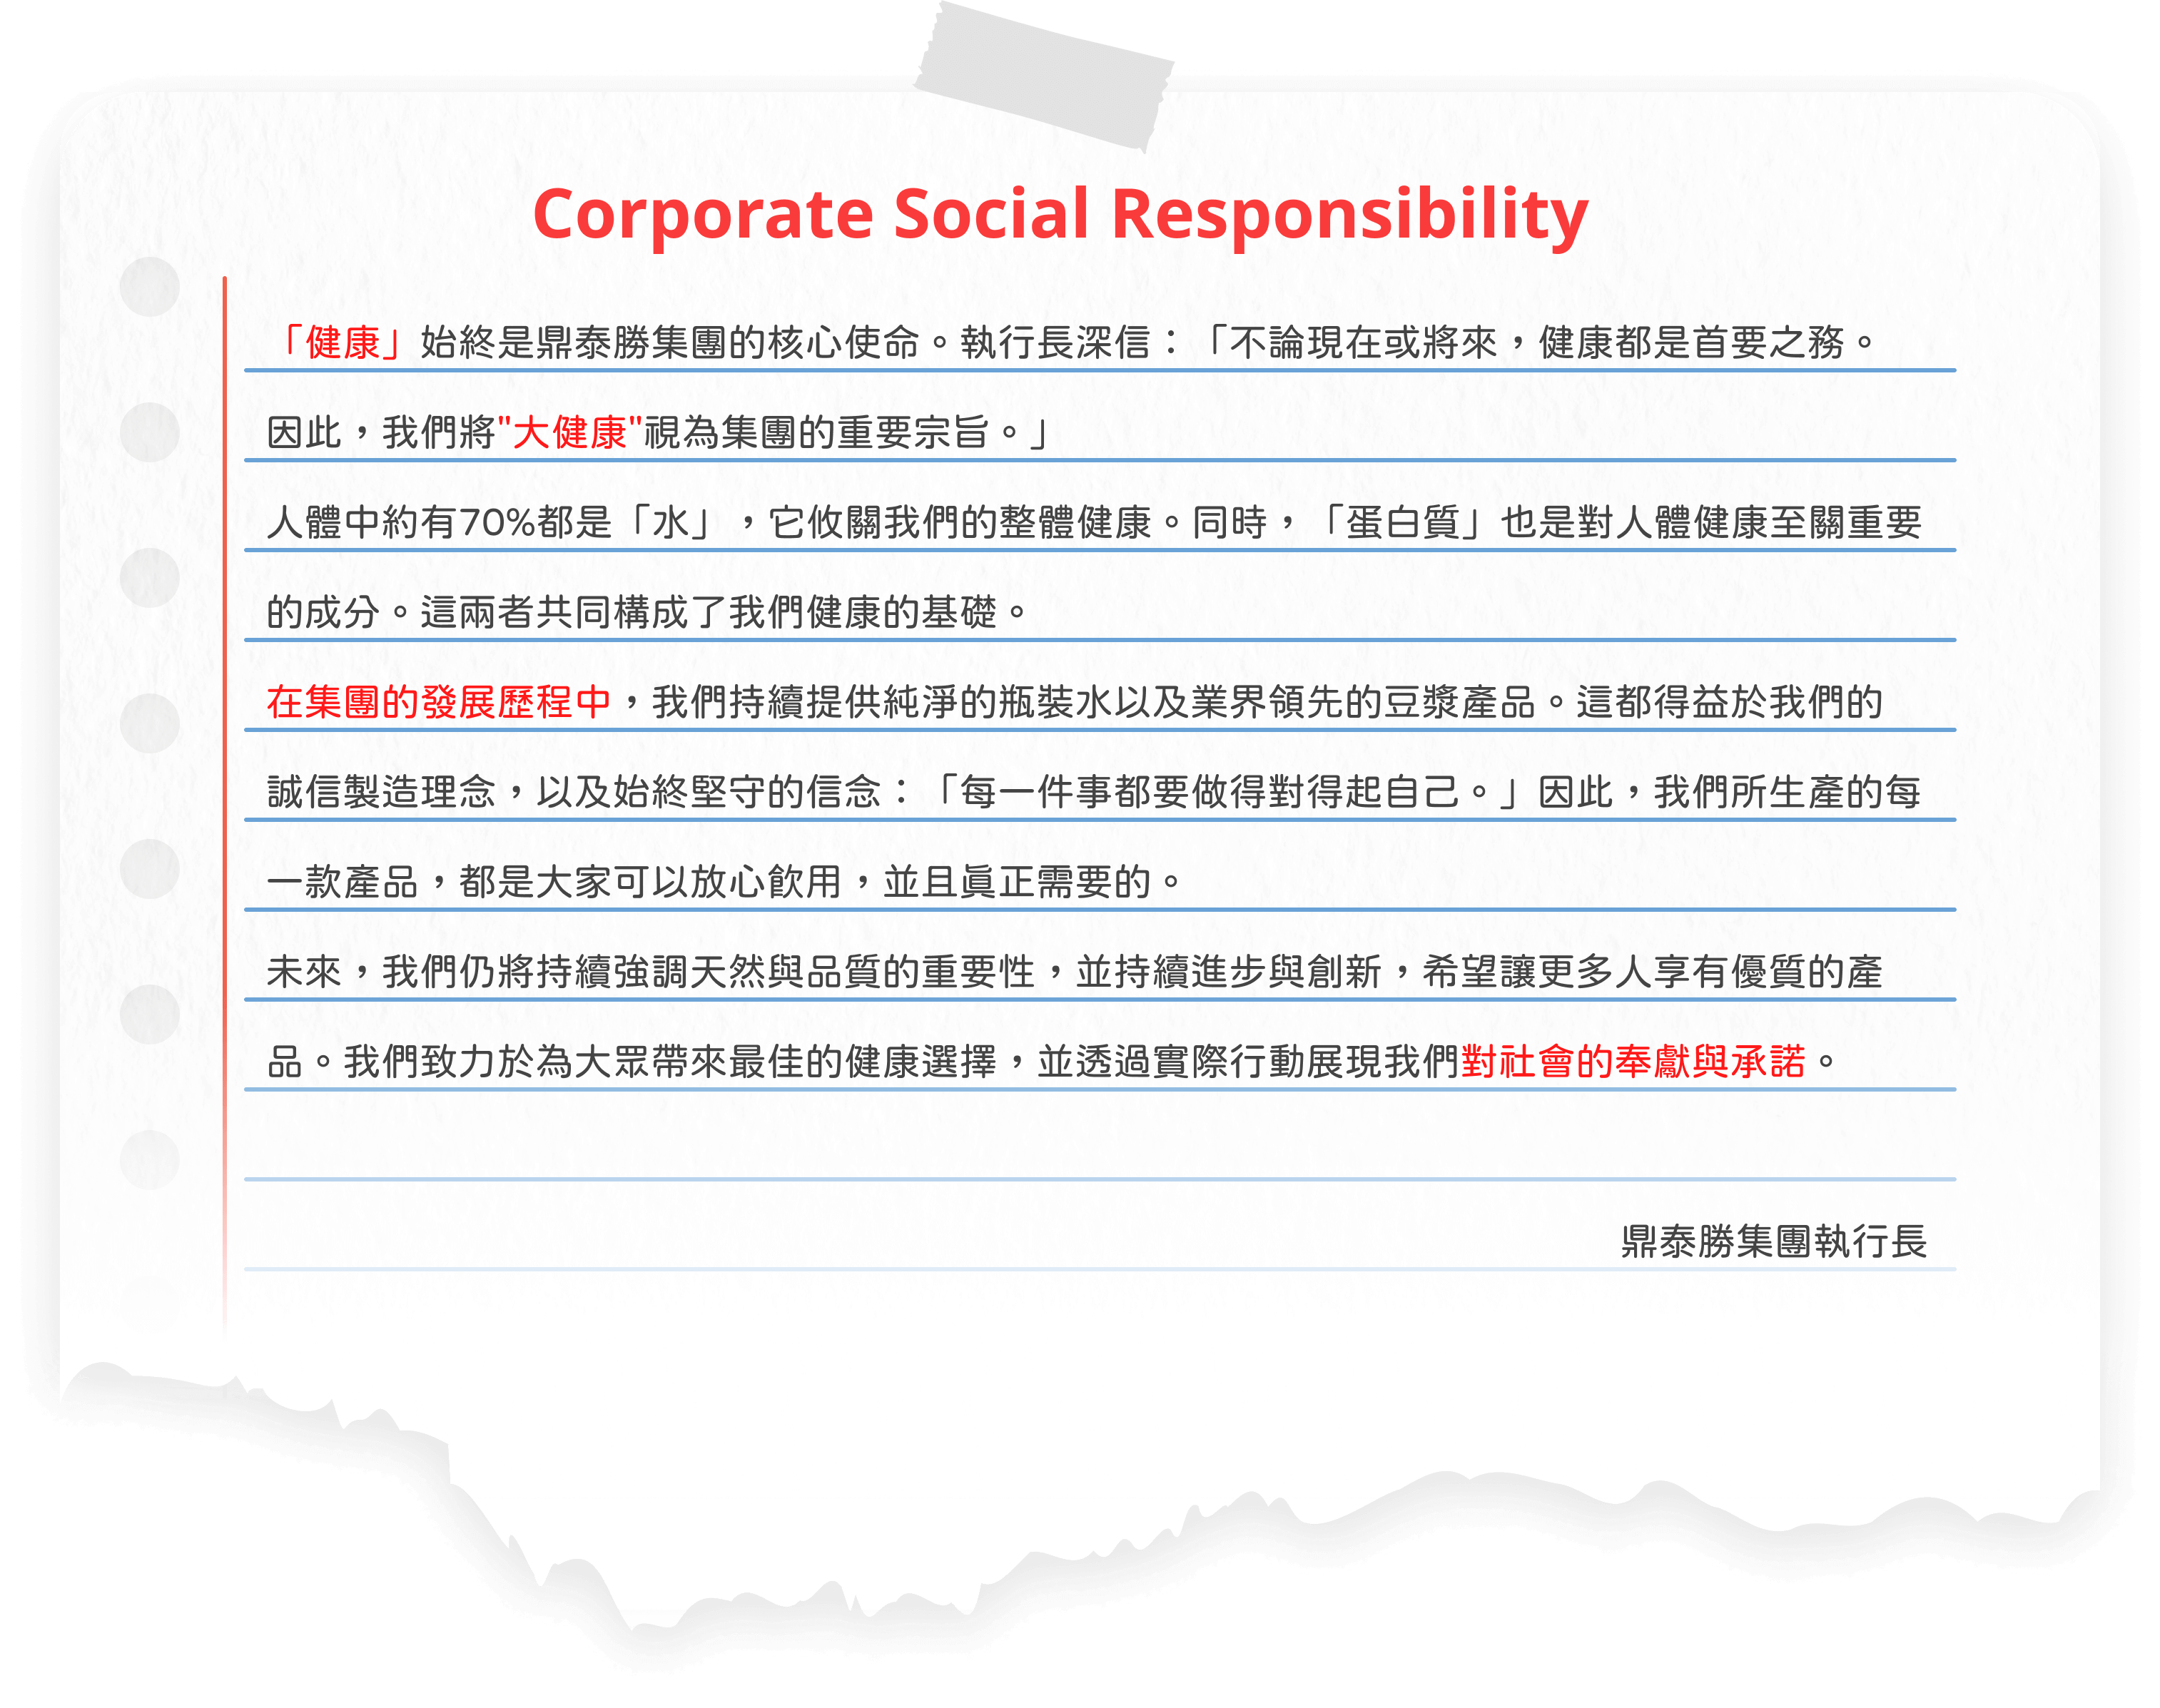 Corporate Social Responsibility
「健康」始終是鼎泰勝集團的核心使命。執行長深信：「不論現在或將來，健康都是首要之務。
因此，我們將"大健康"視為集團的重要宗旨。」
人體中約有70%都是「水」，它攸關我們的整體健康。同時，「蛋白質」也是對人體健康至關重要
的成分。這兩者共同構成了我們健康的基礎。
在集團的發展歷程中，我們持續提供純淨的瓶裝水以及業界領先的豆漿產品。這都得益於我們的
誠信製造理念，以及始終堅守的信念：「每一件事都要做得對得起自己。」因此，我們所生產的每
一款產品，都是大家可以放心飲用，並且真正需要的。
未來，我們仍將持續強調天然與品質的重要性，並持續進步與創新，希望讓更多人享有優質的產
品。我們致力於為大眾帶來最佳的健康選擇，並透過實際行動展現我們對社會的奉獻與承諾。
鼎泰勝集團執行長